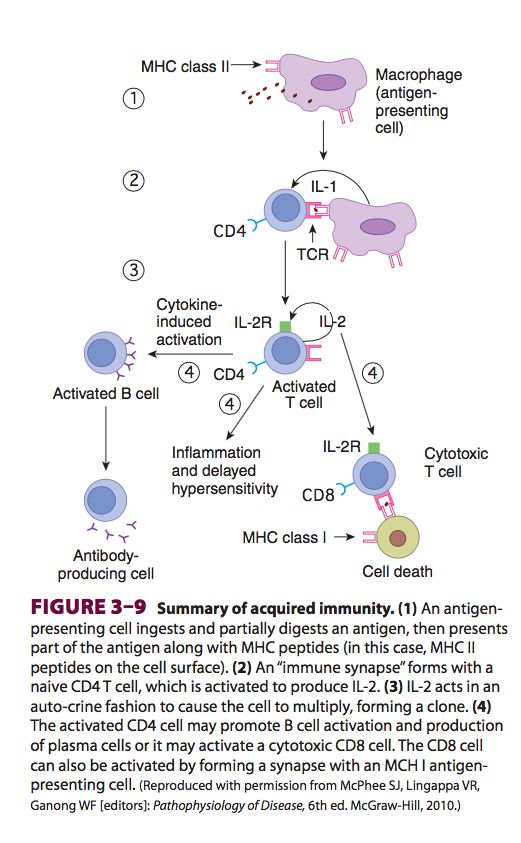 MHC class II
Macrophage
(antigen-
presenting
cell)
1
2
IL-1
CD4
TCR
3
Cytokine-
induced
activation
IL-2R
IL-2
4
CD4
Activated
T cell
4
4
Activated B cell
Inflammation
and delayed
hypersensitivity
IL-2R
Cytotoxic
T cell
CD8
MHC class I
Antibody-
producing cell
Cell death
FIGURE 3–9 Summary of acquired immunity. (1) An antigen-
presenting cell ingests and partially digests an antigen, then presents
part of the antigen along with MHC peptides (in this case, MHC II
peptides on the cell surface). (2) An “immune synapse” forms with a
naive CD4 T cell, which is activated to produce IL-2. (3) IL-2 acts in an
auto-crine fashion to cause the cell to multiply, forming a clone. (4)
The activated CD4 cell may promote B cell activation and production
of plasma cells or it may activate a cytotoxic CD8 cell. The CD8 cell
can also be activated by forming a synapse with an MCH I antigen-
presenting cell. (Reproduced with permission from McPhee SJ, Lingappa VR,
Ganong WF [editors]: Pathophysiology of Disease, 6th ed. McGraw-Hill, 2010.)